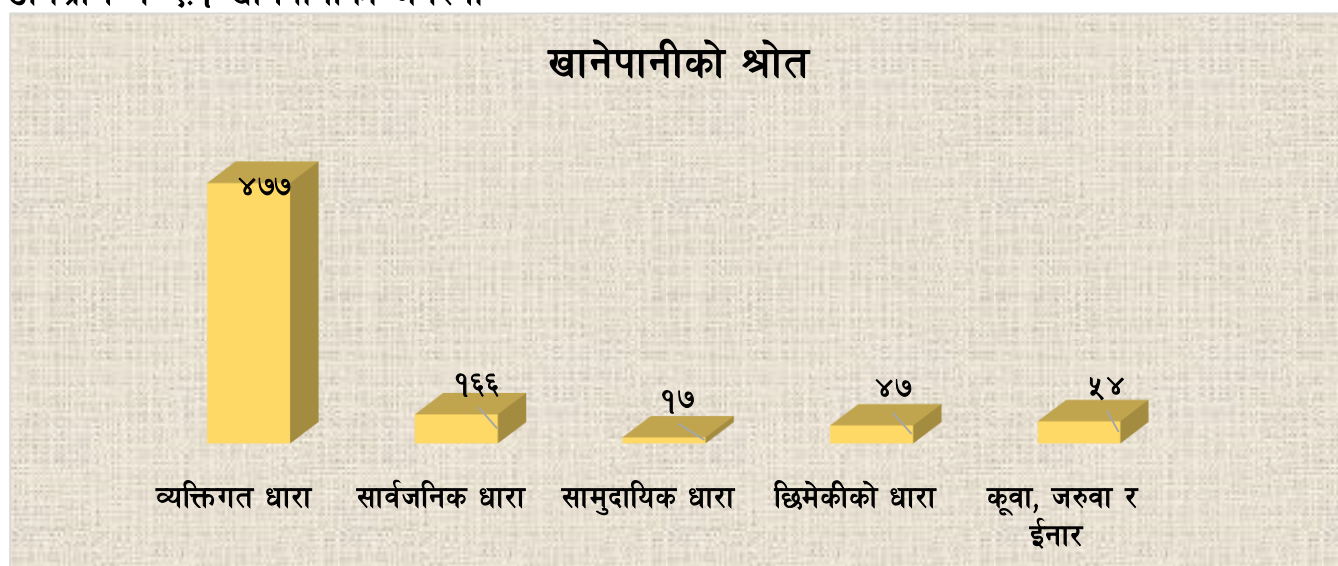 खानेपानीको श्रोत
४७७
१६६
१७
४७
५४
व्यक्तिगत धारा
सार्वजनिक धारा
सामुदायिक धारा
छिमेकीको धारा
कूवा, जरुवा र
ईनार